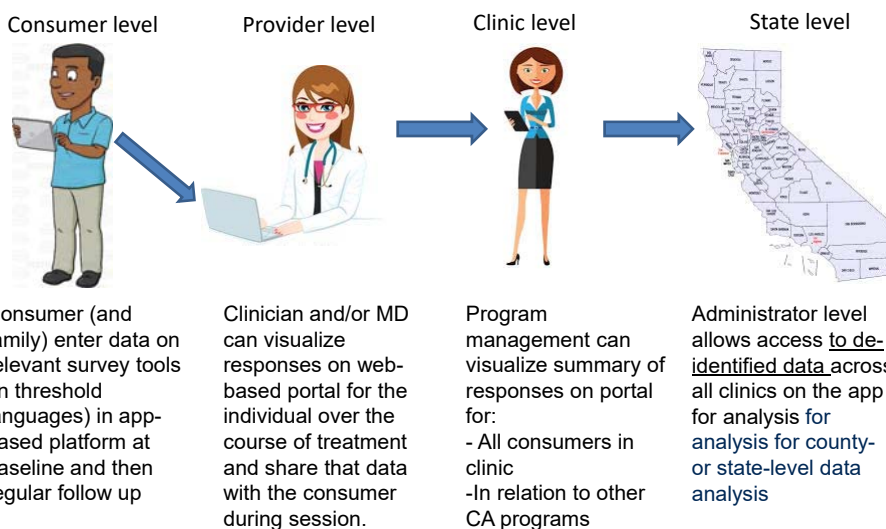 Consumer level
Provider level
Clinic level
State level
onsumer (and
amily) enter data on
elevant survey tools
n threshold
anguages) in app-
ased platform at
aseline and then
egular follow up
Clinician and/or MD
can visualize
responses on web-
based portal for the
individual over the
course of treatment
and share that data
with the consumer
during session.
Program
management can
visualize summary of
responses on portal
for:
- All consumers in
clinic
-In relation to other
CA programs
Administrator level
allows access to de-
identified data across
all clinics on the app
for analysis for
analysis for county-
or state-level data
analysis